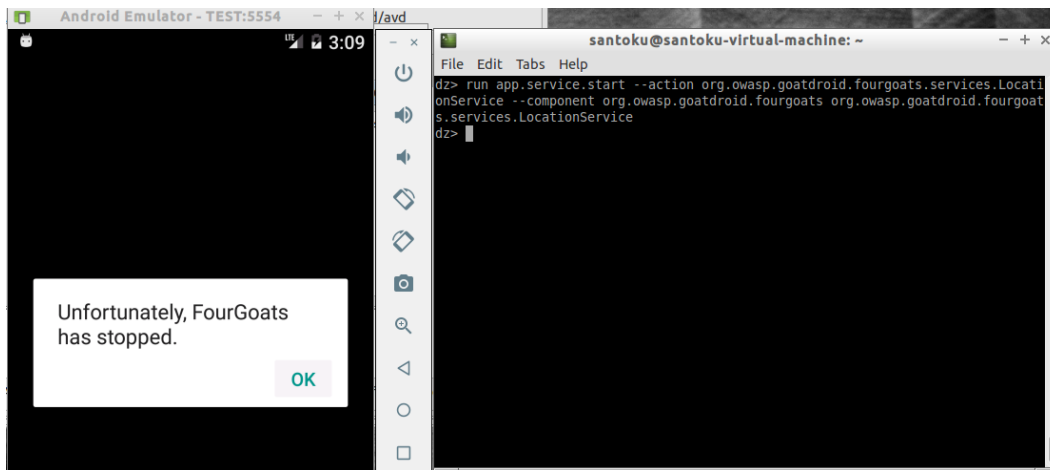 Android Emulator - TEST:5554
/avd
LTE 3:09
Unfortunately, FourGoats
has stopped.
OK
santoku@santoku-virtual-machine: ~
File Edit Tabs Help
dz> run app.service.start --action org.owasp.goatdroid.fourgoats.services.Locati
onService --component org.owasp.goatdroid.fourgoats org.owasp.goatdroid.fourgoat
s.services.LocationService
dz>